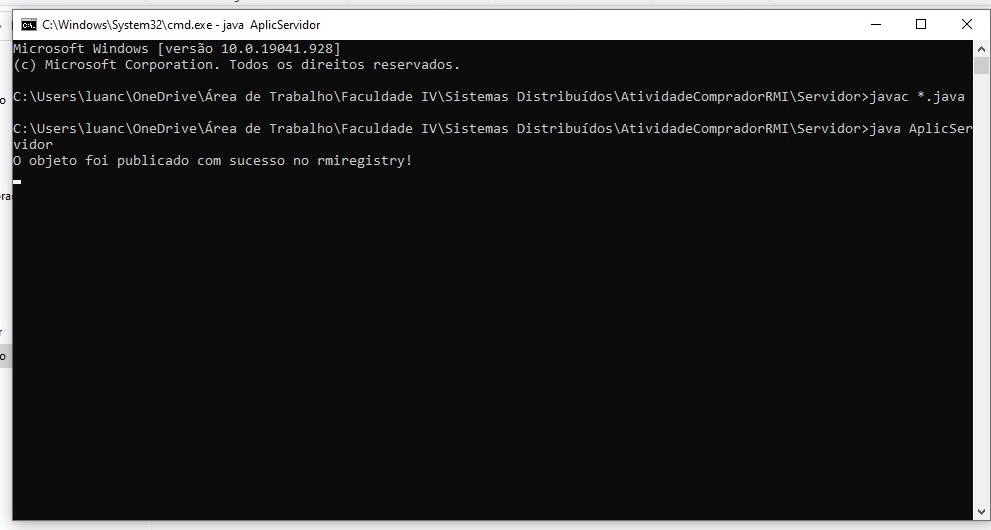 C:\Windows\System32\cmd.exe - java AplicServidor
Microsoft Windows [versão 10.0.19041.928]
(c) Microsoft Corporation. Todos os direitos reservados.
C:\Users\luanc\OneDrive\Área de Trabalho\Faculdade IV\Sistemas Distribuídos\AtividadeCompradorRMI\Servidor>javac *.java
C:\Users\luanc\OneDrive\Área de Trabalho\Faculdade IV\Sistemas Distribuídos\AtividadeCompradorRMI\Servidor>java AplicSer
vidor
O objeto foi publicado com sucesso no rmiregistry!